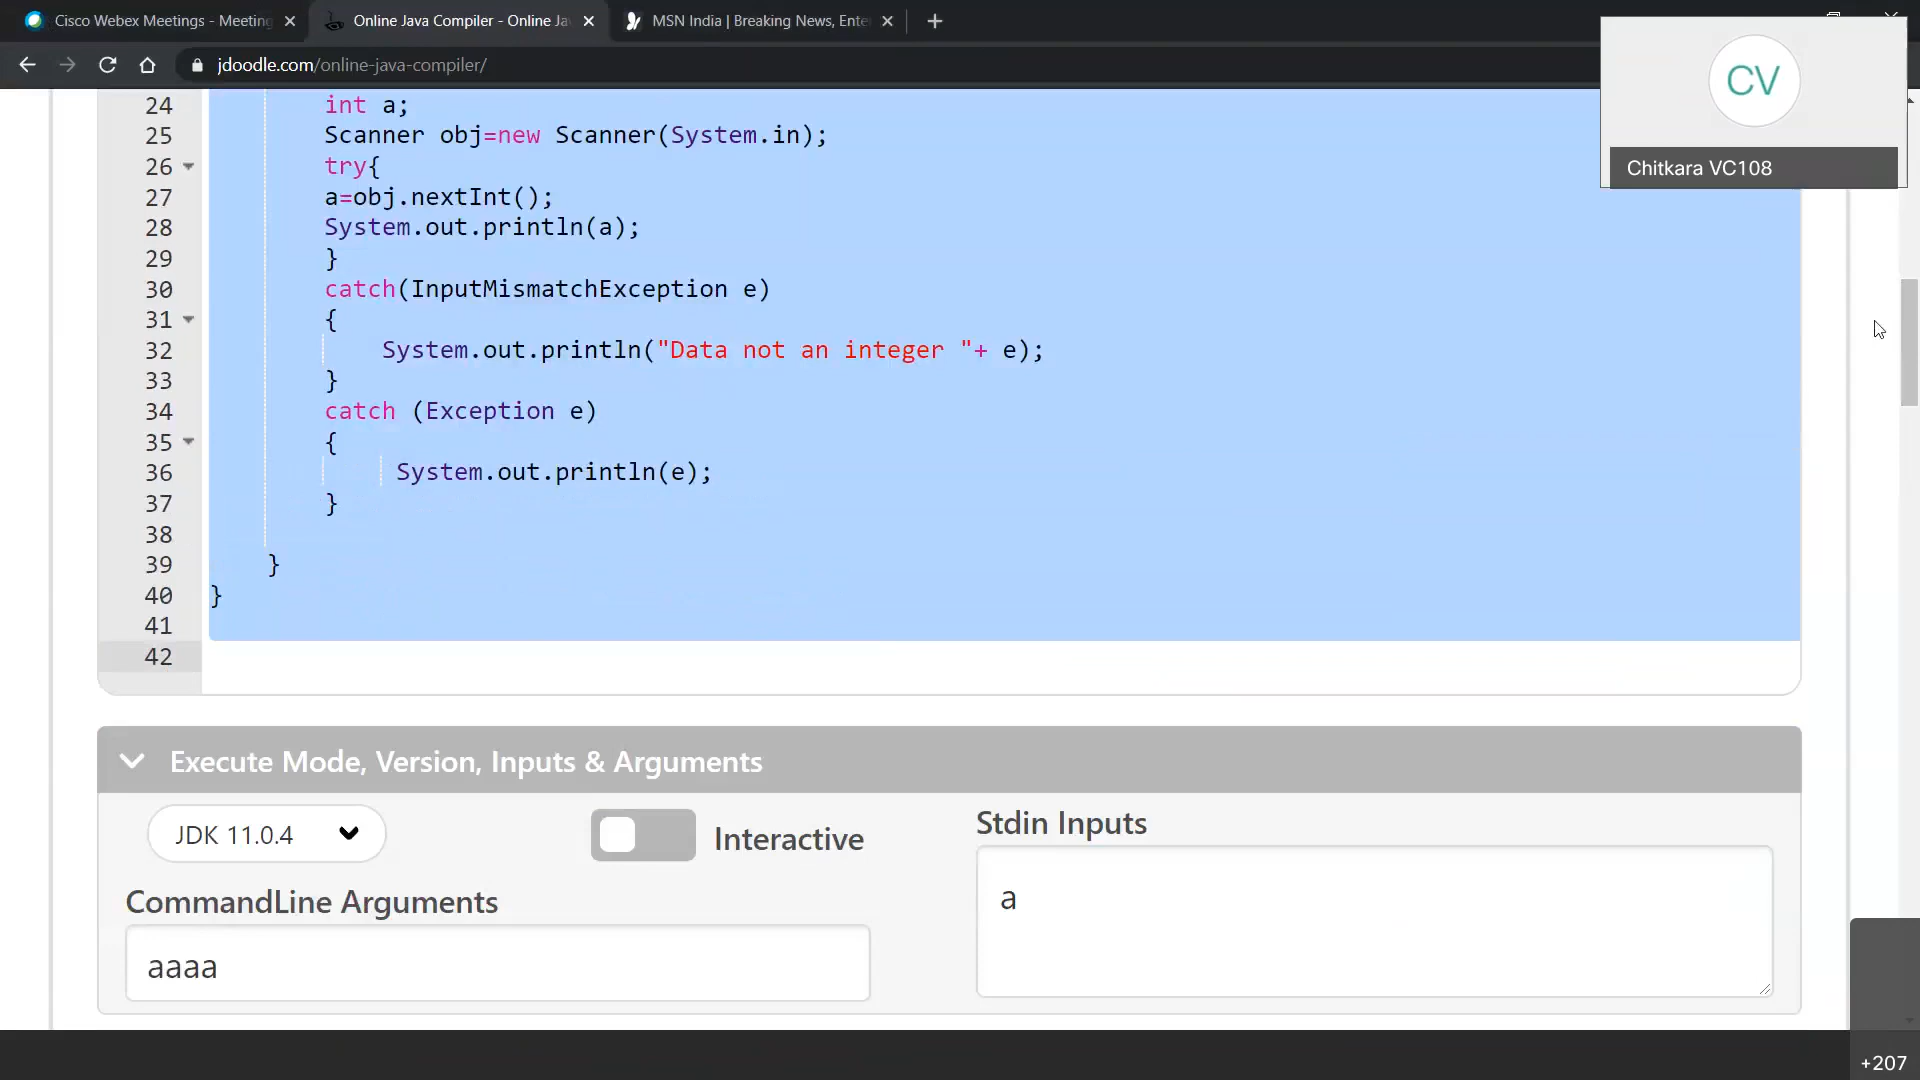 Cisco Webex Meetings - Meeting
Online Java Compiler - Online Ja
MSN India | Breaking News, Ente
jdoodle.com/online-java-compiler/
CV
Chitkara VC108
24 int a;
25 Scanner obj=new Scanner(System.in);
26 try{
27 a=obj.nextInt();
28 System.out.println(a);
29 }
30 catch(InputMismatchException e)
31 {
32 System.out.println("Data not an integer "+ e);
33 }
34 catch (Exception e)
35 {
36 System.out.println(e);
37 }
38
39 }
40 }
41
42
Execute Mode, Version, Inputs & Arguments
JDK 11.0.4
Interactive
Stdin Inputs
a
CommandLine Arguments
aaaa
+207